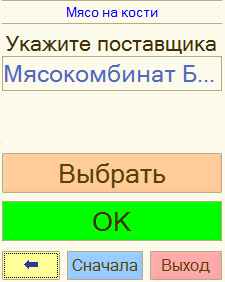 Мясо на кости
Укажите поставщика
Мясокомбинат Б...
Выбрать
OK
Сначала Выход